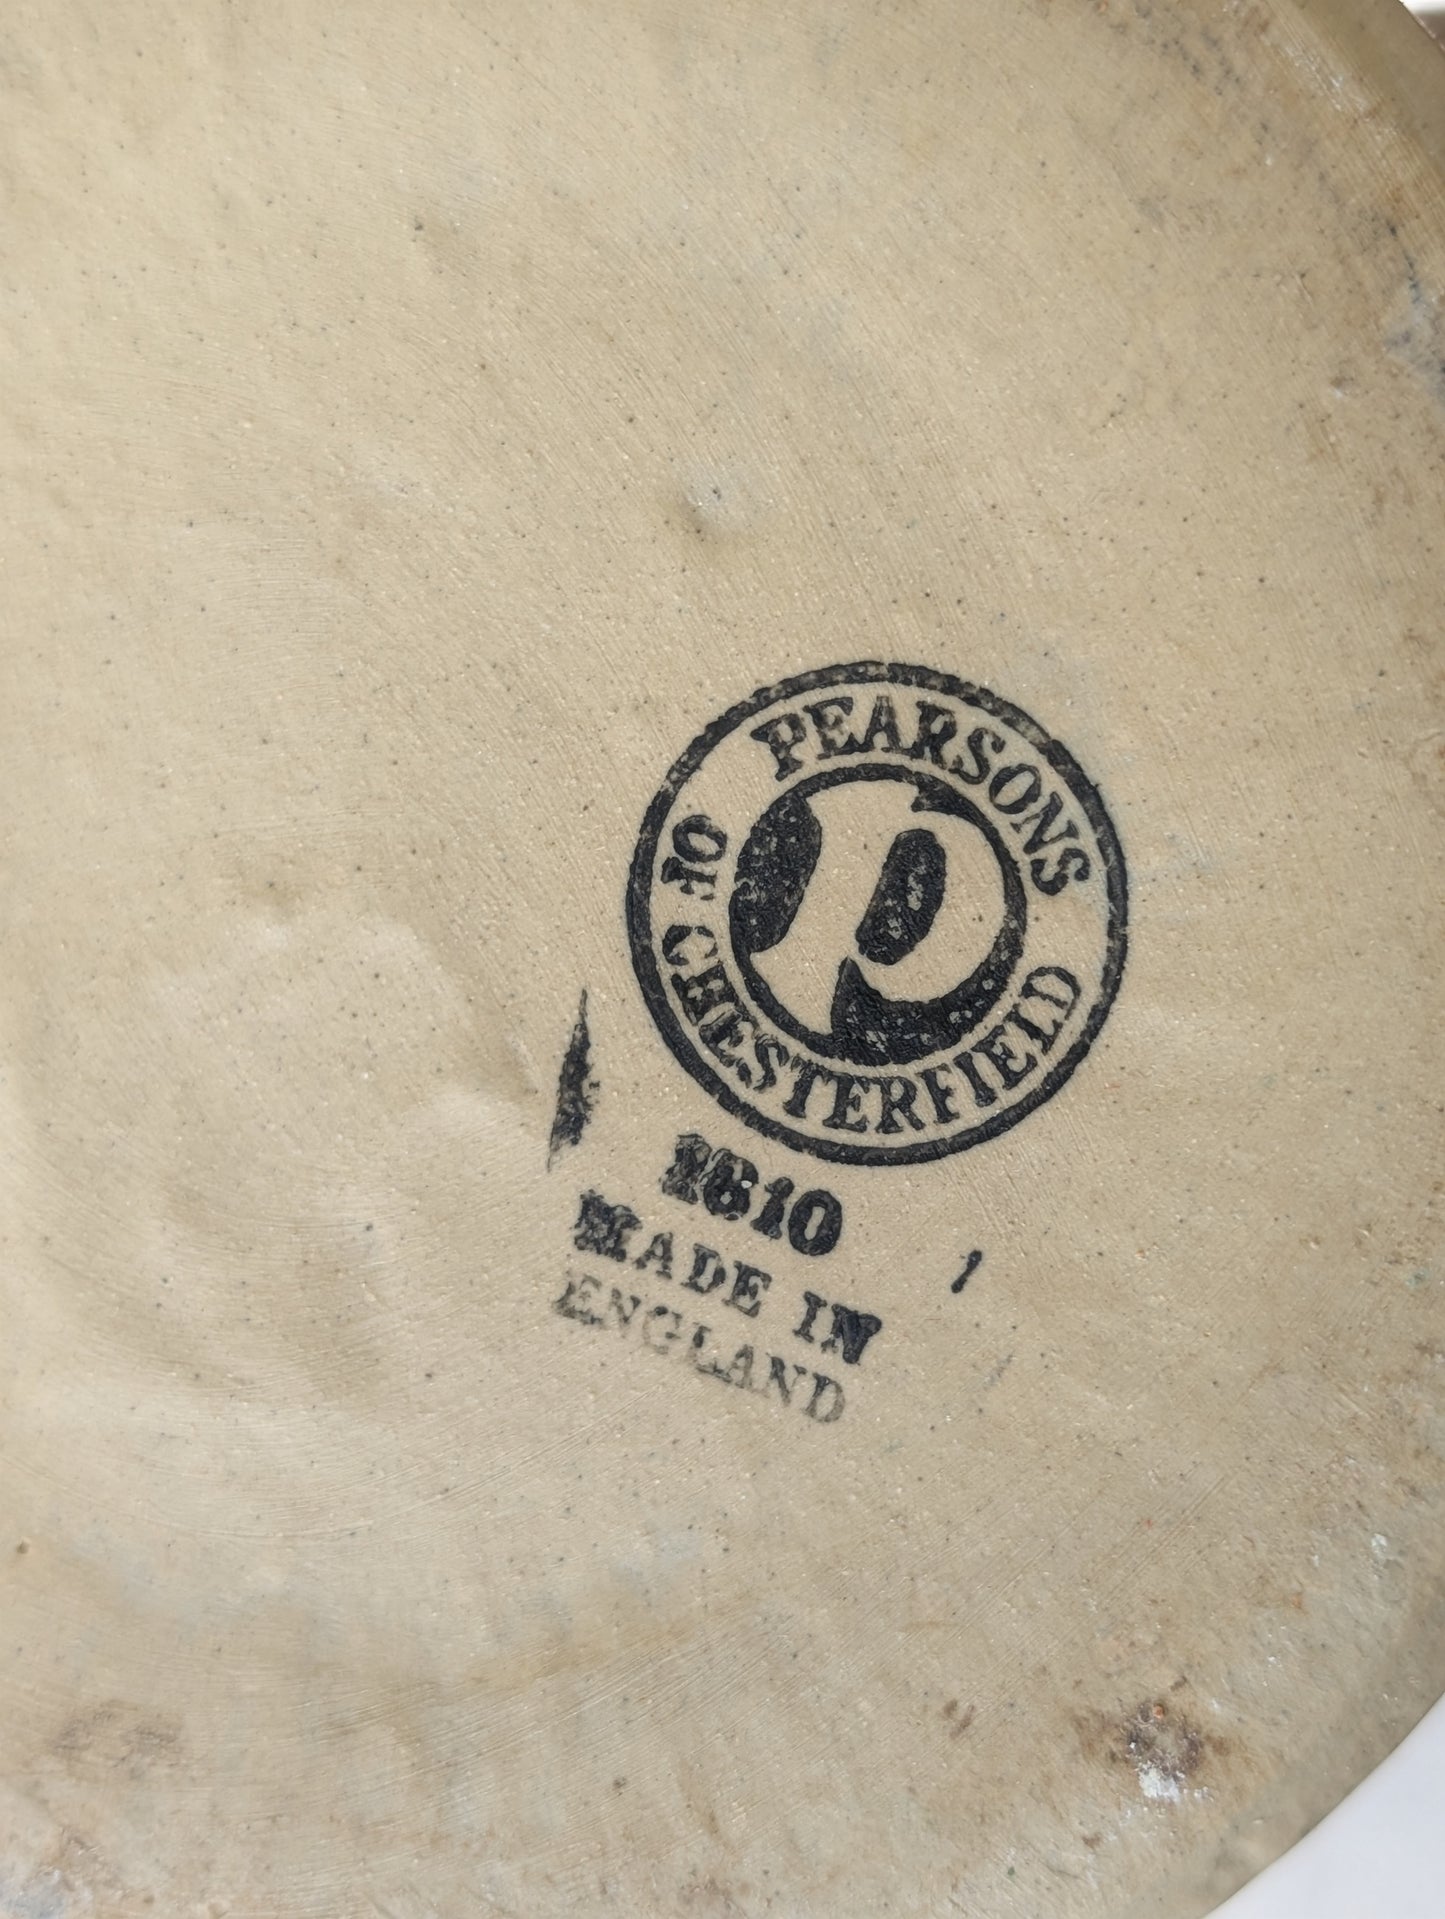 PEARSONS
OF CHESTERFIELD
P
1810
MADE IN
ENGLAND